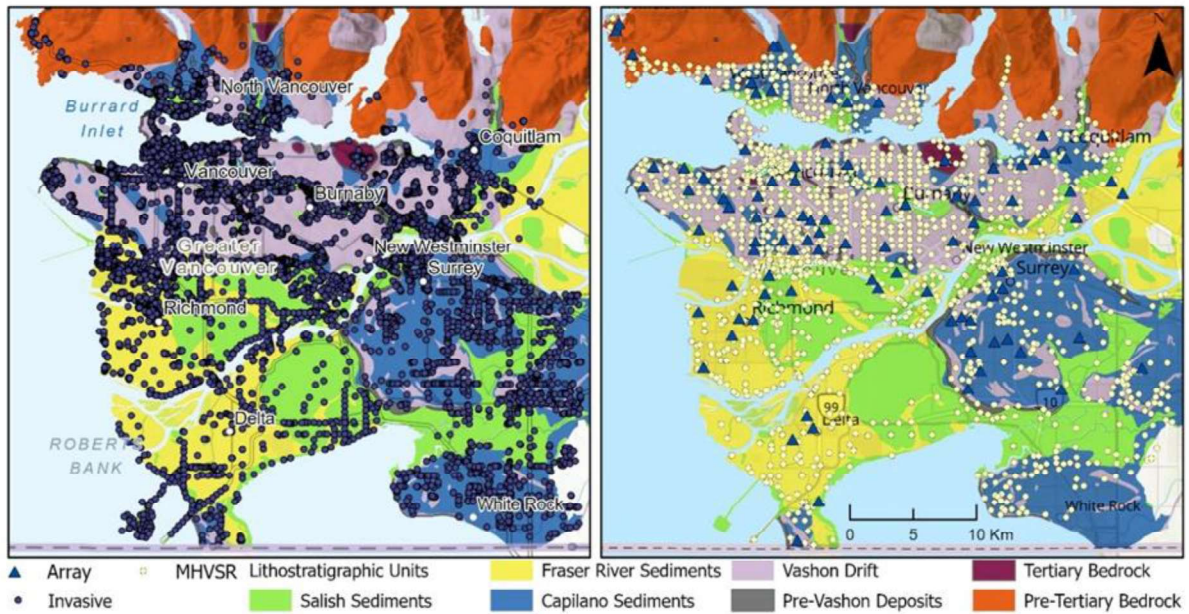 North Vancouver
Burrard
Inlet
Coquitlam
Vancouver
Burnaby
Greater
Vancouver
New Westminster
Surrey
Richmond
Delta
ROBERTS
BANK
White Rock
N
North Vancouver
Coquitlam
Burnaby
New Westminster
Surrey
Richmond
99
Delta
10
White Rock
0 5 10 Km
Array MHVSR Lithostratigraphic Units Fraser River Sediments Vashon Drift Tertiary Bedrock
Invasive Salish Sediments Capilano Sediments Pre-Vashon Deposits Pre-Tertiary Bedrock